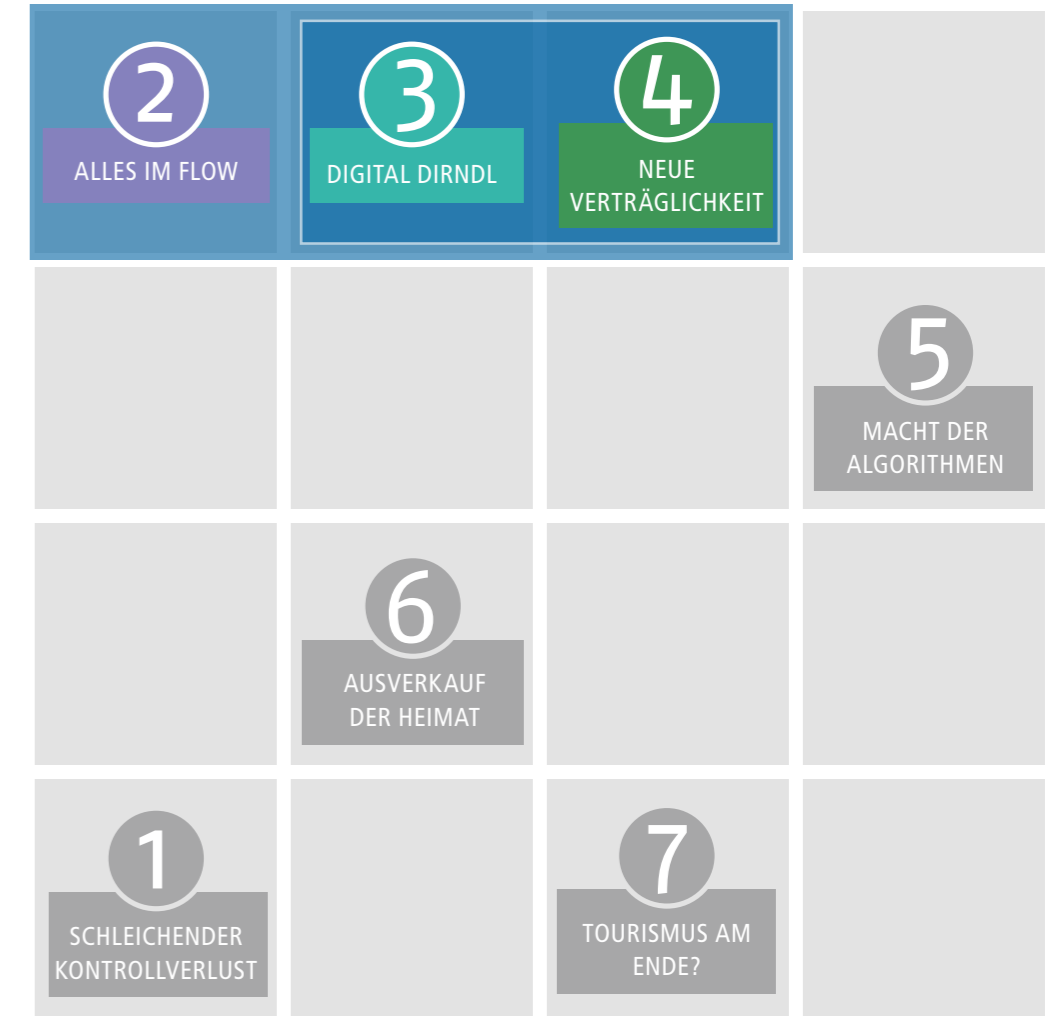 2
ALLES IM FLOW
3
DIGITAL DIRNDL
4
NEUE
VERTRÄGLICHKEIT
5
MACHT DER
ALGORITHMEN
6
AUSVERKAUF
DER HEIMAT
1
SCHLEICHENDER
KONTROLLVERLUST
7
TOURISMUS AM
ENDE?